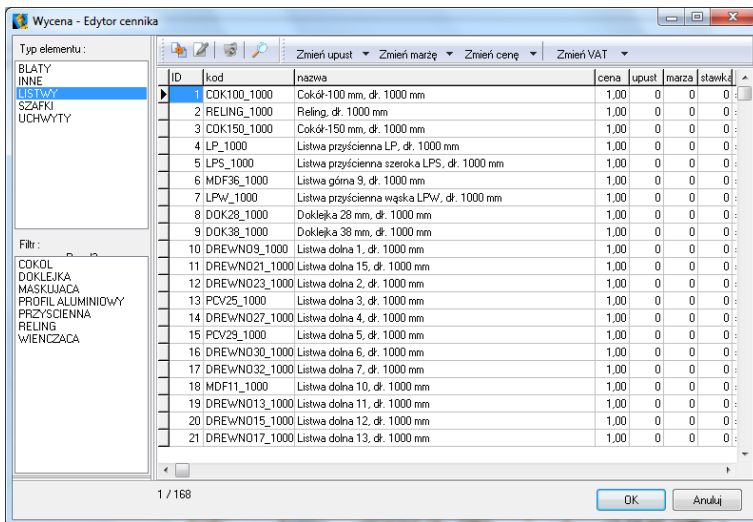 Wycena - Edytor cennika
Typ elementu :
BLATY
INNE
LISTWY
SZAFKI
UCHWYTY
Filtr :
COKOL
DOKLEJKA
MASKUJACA
PROFIL ALUMINIOWY
PRZYSCIENNA
RELING
WIENCZACA
Zmień upust Zmień marżę Zmień cenę Zmień VAT
ID kod nazwa cena upust marza stawka
1 COK100_1000 Cokół-100 mm, dł. 1000 mm 1,00 0 0 0
2 RELING_1000 Reling, dł. 1000 mm 1,00 0 0 0
3 COK150_1000 Cokół-150 mm, dł. 1000 mm 1,00 0 0 0
4 LP_1000 Listwa przyścienna LP, dł. 1000 mm 1,00 0 0 0
5 LPS_1000 Listwa przyścienna szeroka LPS, dł. 1000 mm 1,00 0 0 0
6 MDF36_1000 Listwa górna 9, dł. 1000 mm 1,00 0 0 0
7 LPW_1000 Listwa przyścienna wąska LPW, dł. 1000 mm 1,00 0 0 0
8 DOK28_1000 Doklejka 28 mm, dł. 1000 mm 1,00 0 0 0
9 DOK38_1000 Doklejka 38 mm, dł. 1000 mm 1,00 0 0 0
10 DREWNO9_1000 Listwa dolna 1, dł. 1000 mm 1,00 0 0 0
11 DREWNO21_1000 Listwa dolna 15, dł. 1000 mm 1,00 0 0 0
12 DREWNO23_1000 Listwa dolna 2, dł. 1000 mm 1,00 0 0 0
13 PCV25_1000 Listwa dolna 3, dł. 1000 mm 1,00 0 0 0
14 DREWNO27_1000 Listwa dolna 4, dł. 1000 mm 1,00 0 0 0
15 PCV29_1000 Listwa dolna 5, dł. 1000 mm 1,00 0 0 0
16 DREWNO30_1000 Listwa dolna 6, dł. 1000 mm 1,00 0 0 0
17 DREWNO32_1000 Listwa dolna 7, dł. 1000 mm 1,00 0 0 0
18 MDF11_1000 Listwa dolna 10, dł. 1000 mm 1,00 0 0 0
19 DREWNO13_1000 Listwa dolna 11, dł. 1000 mm 1,00 0 0 0
20 DREWNO15_1000 Listwa dolna 12, dł. 1000 mm 1,00 0 0 0
21 DREWNO17_1000 Listwa dolna 13, dł. 1000 mm 1,00 0 0 0
1 / 168
OK Anuluj